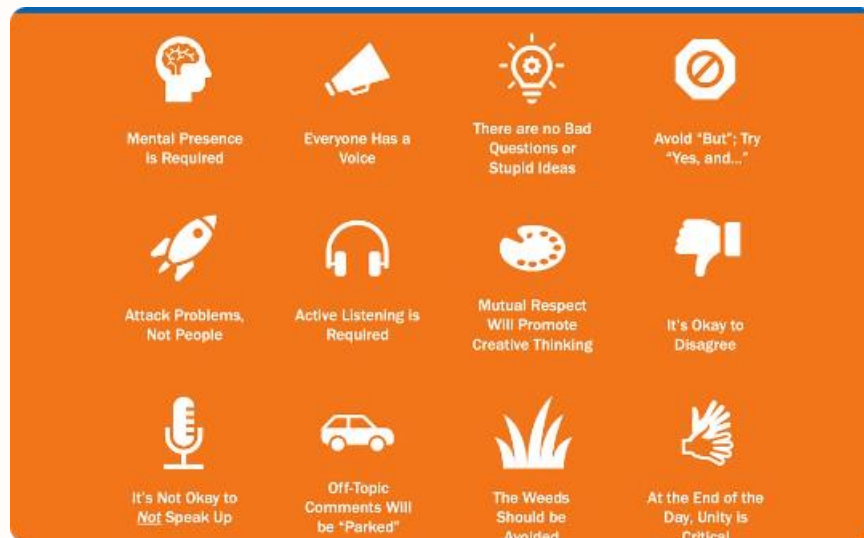 Mental Presence
is Required
Everyone Has a
Voice
There are no Bad
Questions or
Stupid Ideas
Avoid "But"; Try
"Yes, and..."
Attack Problems,
Not People
Active Listening is
Required
Mutual Respect
Will Promote
Creative Thinking
It's Okay to
Disagree
It's Not Okay to
Not Speak Up
Off-Topic
Comments Will
be "Parked"
The Weeds
Should be
Avoided
At the End of the
Day, Unity is
Critical